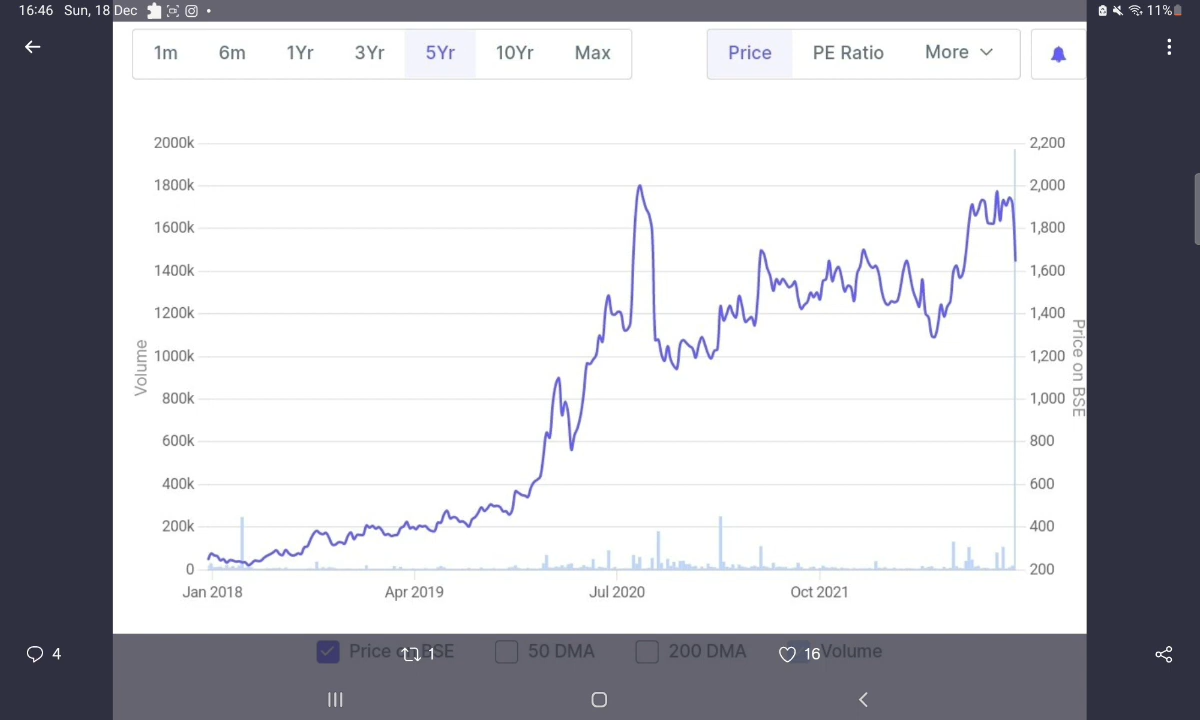 16:46 Sun, 18 Dec
11%
1m 6m 1Yr 3Yr 5Yr 10Yr Max
Price PE Ratio More
2000k 2,200
1800k 2,000
1600k 1,800
1400k 1,600
1200k 1,400
1000k 1,200
800k 1,000
600k 800
400k 600
200k 400
0 200
Volume
Price on BSE
Jan 2018 Apr 2019 Jul 2020 Oct 2021
4
Price on BSE 50 DMA 200 DMA Volume
1
16